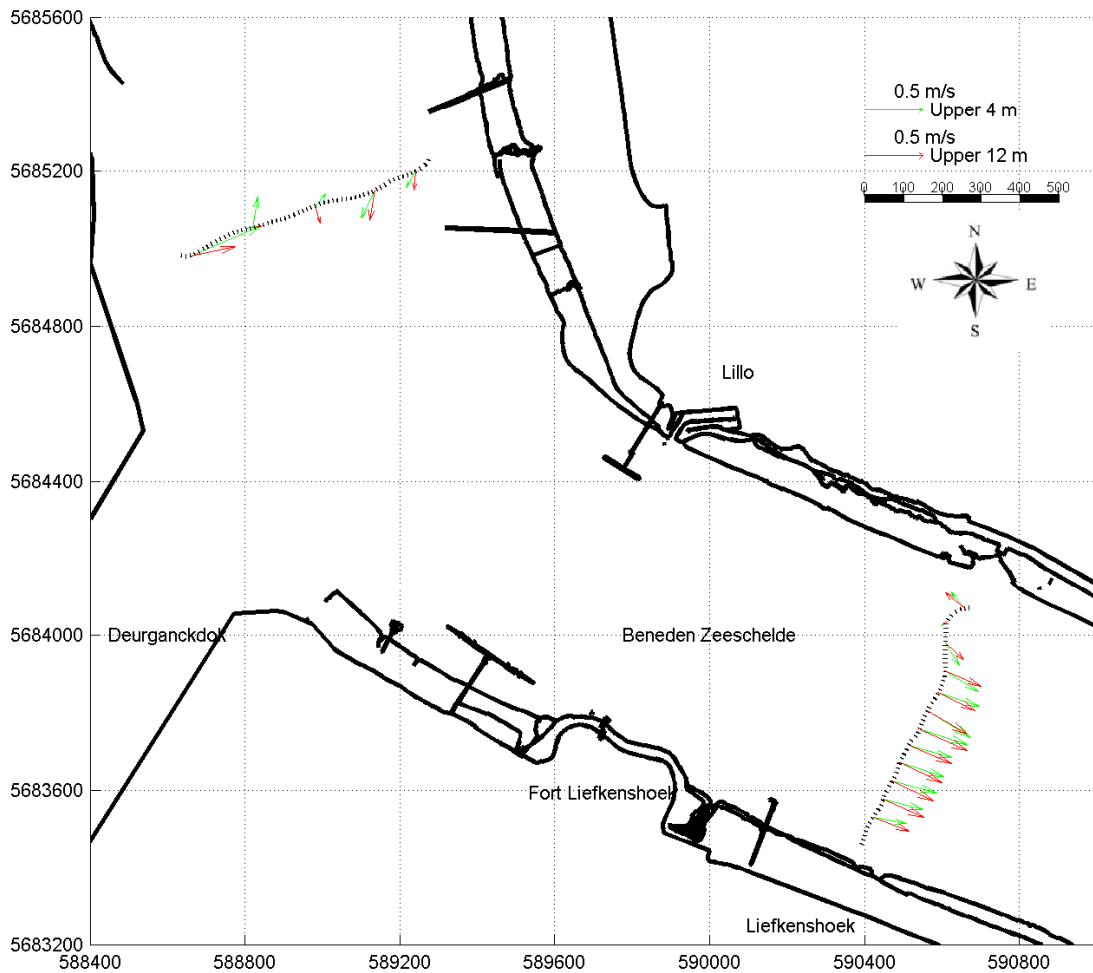 5685600
0.5 m/s
Upper 4 m
0.5 m/s
Upper 12 m
5685200
0 100 200 300 400 500
N
W E
S
5684800
Lillo
5684400
5684000
Deurganckdok
Beneden Zeeschelde
5683600
Fort Liefkenshoek
Liefkenshoek
5683200
588400 588800 589200 589600 590000 590400 590800